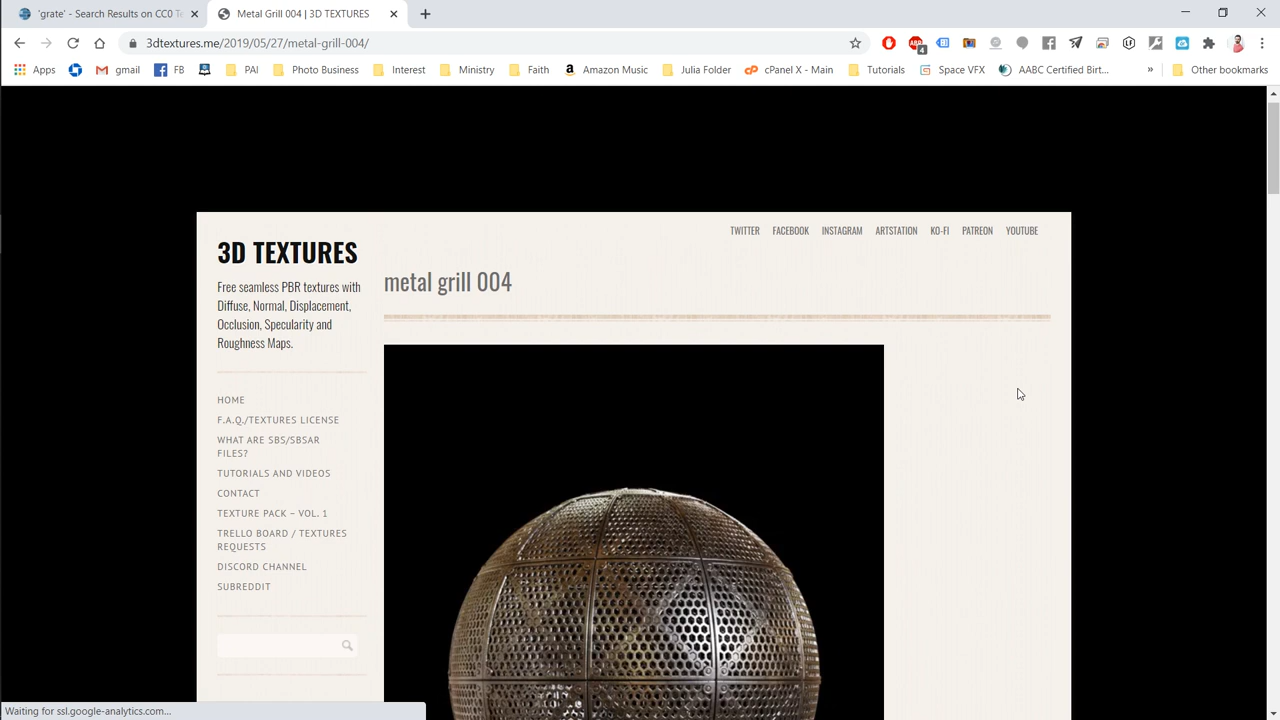 'grate' - Search Results on CC0 Te
Metal Grill 004 | 3D TEXTURES
3dtextures.me/2019/05/27/metal-grill-004/
4
Apps
gmail
FB
PAI
Photo Business
Interest
Ministry
Faith
Amazon Music
Julia Folder
cPanel X - Main
Tutorials
Space VFX
AABC Certified Birt...
»
Other bookmarks
TWITTER FACEBOOK INSTAGRAM ARTSTATION KO-FI PATREON YOUTUBE
3D TEXTURES
Free seamless PBR textures with
Diffuse, Normal, Displacement,
Occlusion, Specularity and
Roughness Maps.
metal grill 004
HOME
F.A.Q./TEXTURES LICENSE
WHAT ARE SBS/SBSAR
FILES?
TUTORIALS AND VIDEOS
CONTACT
TEXTURE PACK – VOL. 1
TRELLO BOARD / TEXTURES
REQUESTS
DISCORD CHANNEL
SUBREDDIT
Waiting for ssl.google-analytics.com...